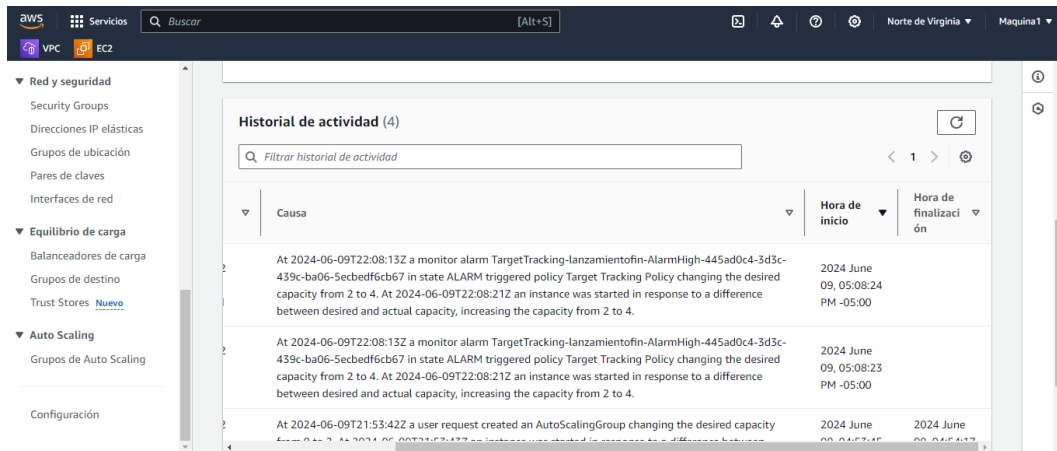 aws Servicios Buscar [Alt+S] Norte de Virginia Maquina1
VPC EC2
Red y seguridad
Security Groups
Direcciones IP elásticas
Grupos de ubicación
Pares de claves
Interfaces de red
Equilibrio de carga
Balanceadores de carga
Grupos de destino
Trust Stores Nuevo
Auto Scaling
Grupos de Auto Scaling
Configuración
Historial de actividad (4)
Filtrar historial de actividad
1
Causa
Hora de
inicio
Hora de
finalizaci
ón
At 2024-06-09T22:08:13Z a monitor alarm TargetTracking-lanzamientofin-AlarmHigh-445ad0c4-3d3c-
439c-ba06-5ecbedf6cb67 in state ALARM triggered policy Target Tracking Policy changing the desired
capacity from 2 to 4. At 2024-06-09T22:08:21Z an instance was started in response to a difference
between desired and actual capacity, increasing the capacity from 2 to 4.
2024 June
09, 05:08:24
PM -05:00
At 2024-06-09T22:08:13Z a monitor alarm TargetTracking-lanzamientofin-AlarmHigh-445ad0c4-3d3c-
439c-ba06-5ecbedf6cb67 in state ALARM triggered policy Target Tracking Policy changing the desired
capacity from 2 to 4. At 2024-06-09T22:08:21Z an instance was started in response to a difference
between desired and actual capacity, increasing the capacity from 2 to 4.
2024 June
09, 05:08:23
PM -05:00
At 2024-06-09T21:53:42Z a user request created an AutoScalingGroup changing the desired capacity
2024 June
2024 June